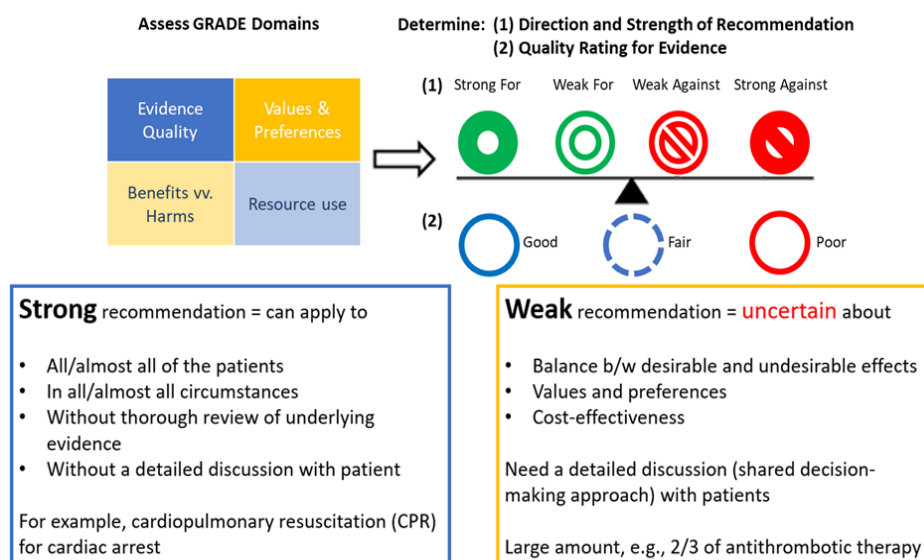 Assess GRADE Domains
Determine: (1) Direction and Strength of Recommendation
(2) Quality Rating for Evidence
Evidence
Quality
Values &
Preferences
Benefits vv.
Harms
Resource use
(1) Strong For Weak For Weak Against Strong Against
(2) Good Fair Poor
Strong recommendation = can apply to
• All/almost all of the patients
• In all/almost all circumstances
• Without thorough review of underlying
evidence
• Without a detailed discussion with patient
For example, cardiopulmonary resuscitation (CPR)
for cardiac arrest
Weak recommendation = uncertain about
• Balance b/w desirable and undesirable effects
• Values and preferences
• Cost-effectiveness
Need a detailed discussion (shared decision-
making approach) with patients
Large amount, e.g., 2/3 of antithrombotic therapy